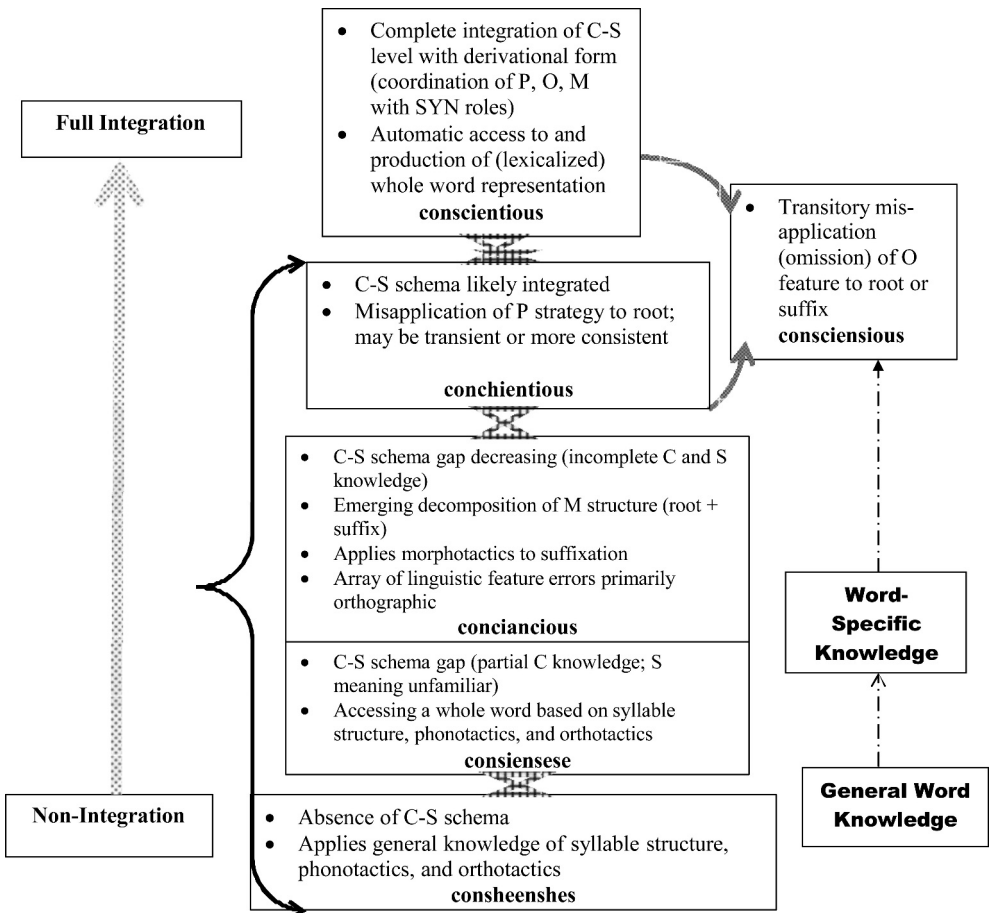 • Complete integration of C-S
level with derivational form
(coordination of P, O, M
with SYN roles)
• Automatic access to and
production of (lexicalized)
whole word representation
conscientious
Full Integration
• Transitory mis-
application
(omission) of O
feature to root or
suffix
consciensious
• C-S schema likely integrated
• Misapplication of P strategy to root;
may be transient or more consistent
conchientious
• C-S schema gap decreasing (incomplete C and S
knowledge)
• Emerging decomposition of M structure (root +
suffix)
• Applies morphotactics to suffixation
• Array of linguistic feature errors primarily
orthographic
conciancious
Word-
Specific
Knowledge
• C-S schema gap (partial C knowledge; S
meaning unfamiliar)
• Accessing a whole word based on syllable
structure, phonotactics, and orthotactics
consiensese
General Word
Knowledge
Non-Integration
• Absence of C-S schema
• Applies general knowledge of syllable structure,
phonotactics, and orthotactics
consheenshes